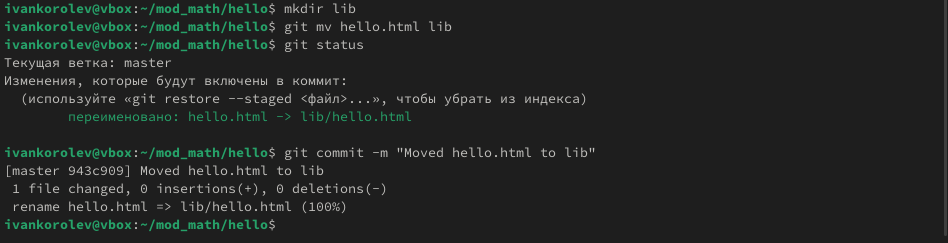 ivankorolev@vbox:~/mod_math/hello$ mkdir lib
ivankorolev@vbox:~/mod_math/hello$ git mv hello.html lib
ivankorolev@vbox:~/mod_math/hello$ git status
Текущая ветка: master
Изменения, которые будут включены в коммит:
  (используйте «git restore --staged <файл>...», чтобы убрать из индекса)
        переименовано: hello.html -> lib/hello.html

ivankorolev@vbox:~/mod_math/hello$ git commit -m "Moved hello.html to lib"
[master 943c909] Moved hello.html to lib
 1 file changed, 0 insertions(+), 0 deletions(-)
 rename hello.html => lib/hello.html (100%)
ivankorolev@vbox:~/mod_math/hello$